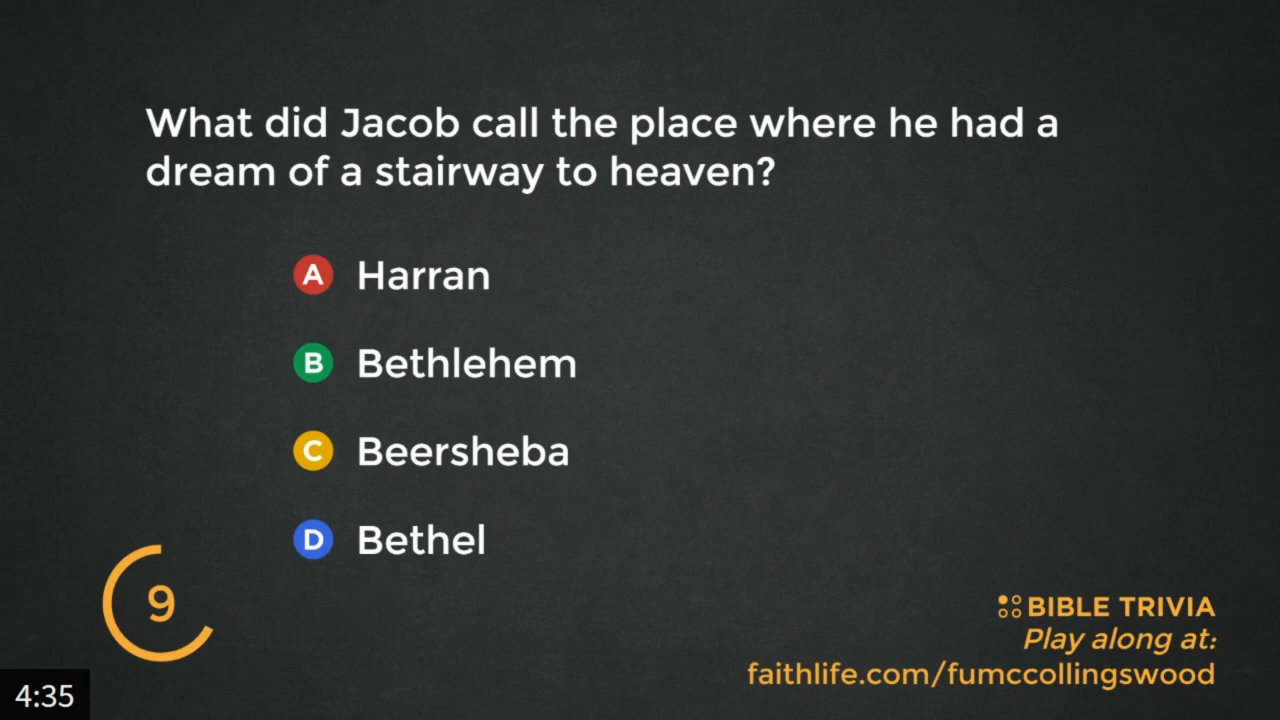 What did Jacob call the place where he had a
dream of a stairway to heaven?
A Harran
B Bethlehem
C Beersheba
D Bethel
9
BIBLE TRIVIA
Play along at:
faithlife.com/fumccollingswood
4:35